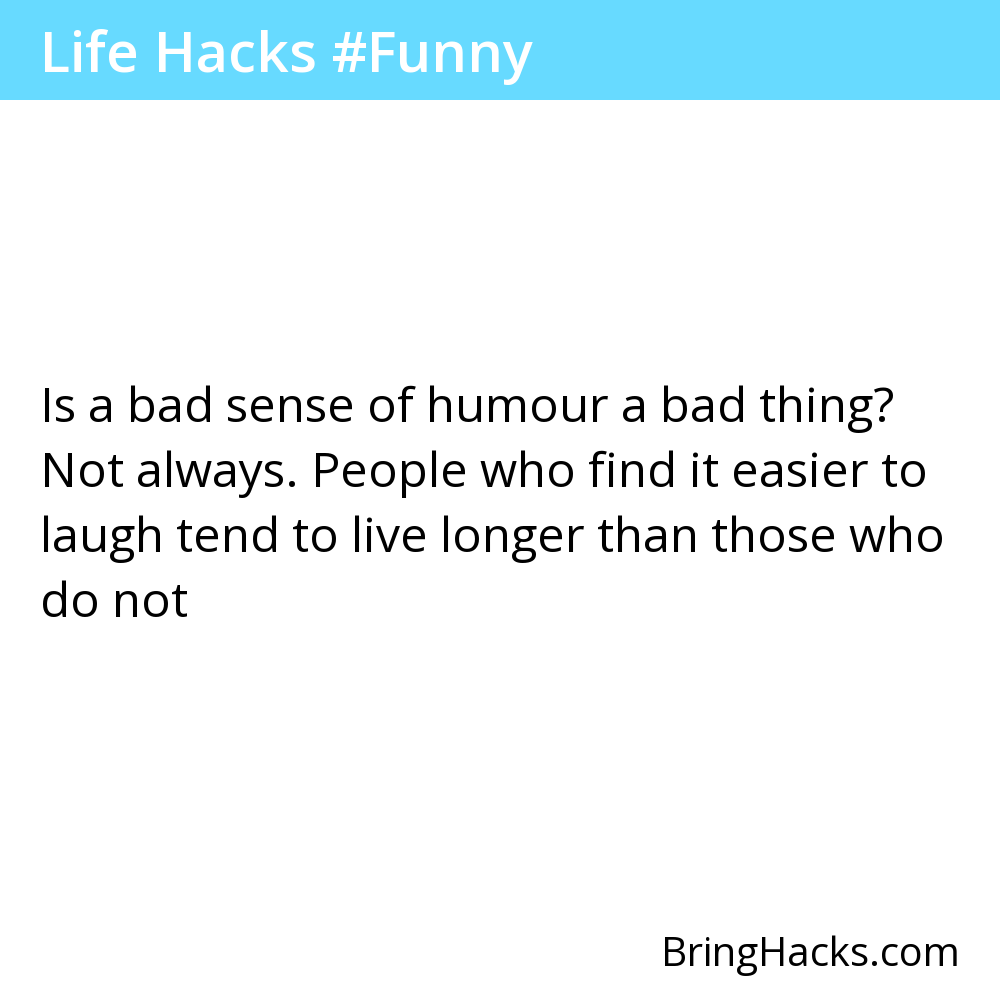 Life Hacks #Funny
Is a bad sense of humour a bad thing?
Not always. People who find it easier to
laugh tend to live longer than those who
do not
BringHacks.com